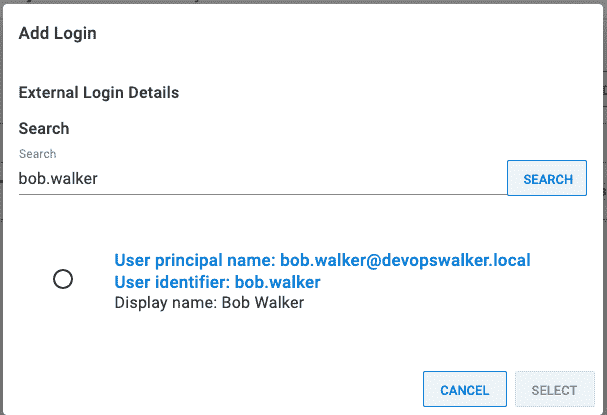 Add Login
External Login Details
Search
Search
bob.walker
SEARCH
User principal name: bob.walker@devopswalker.local
User identifier: bob.walker
Display name: Bob Walker
CANCEL
SELECT